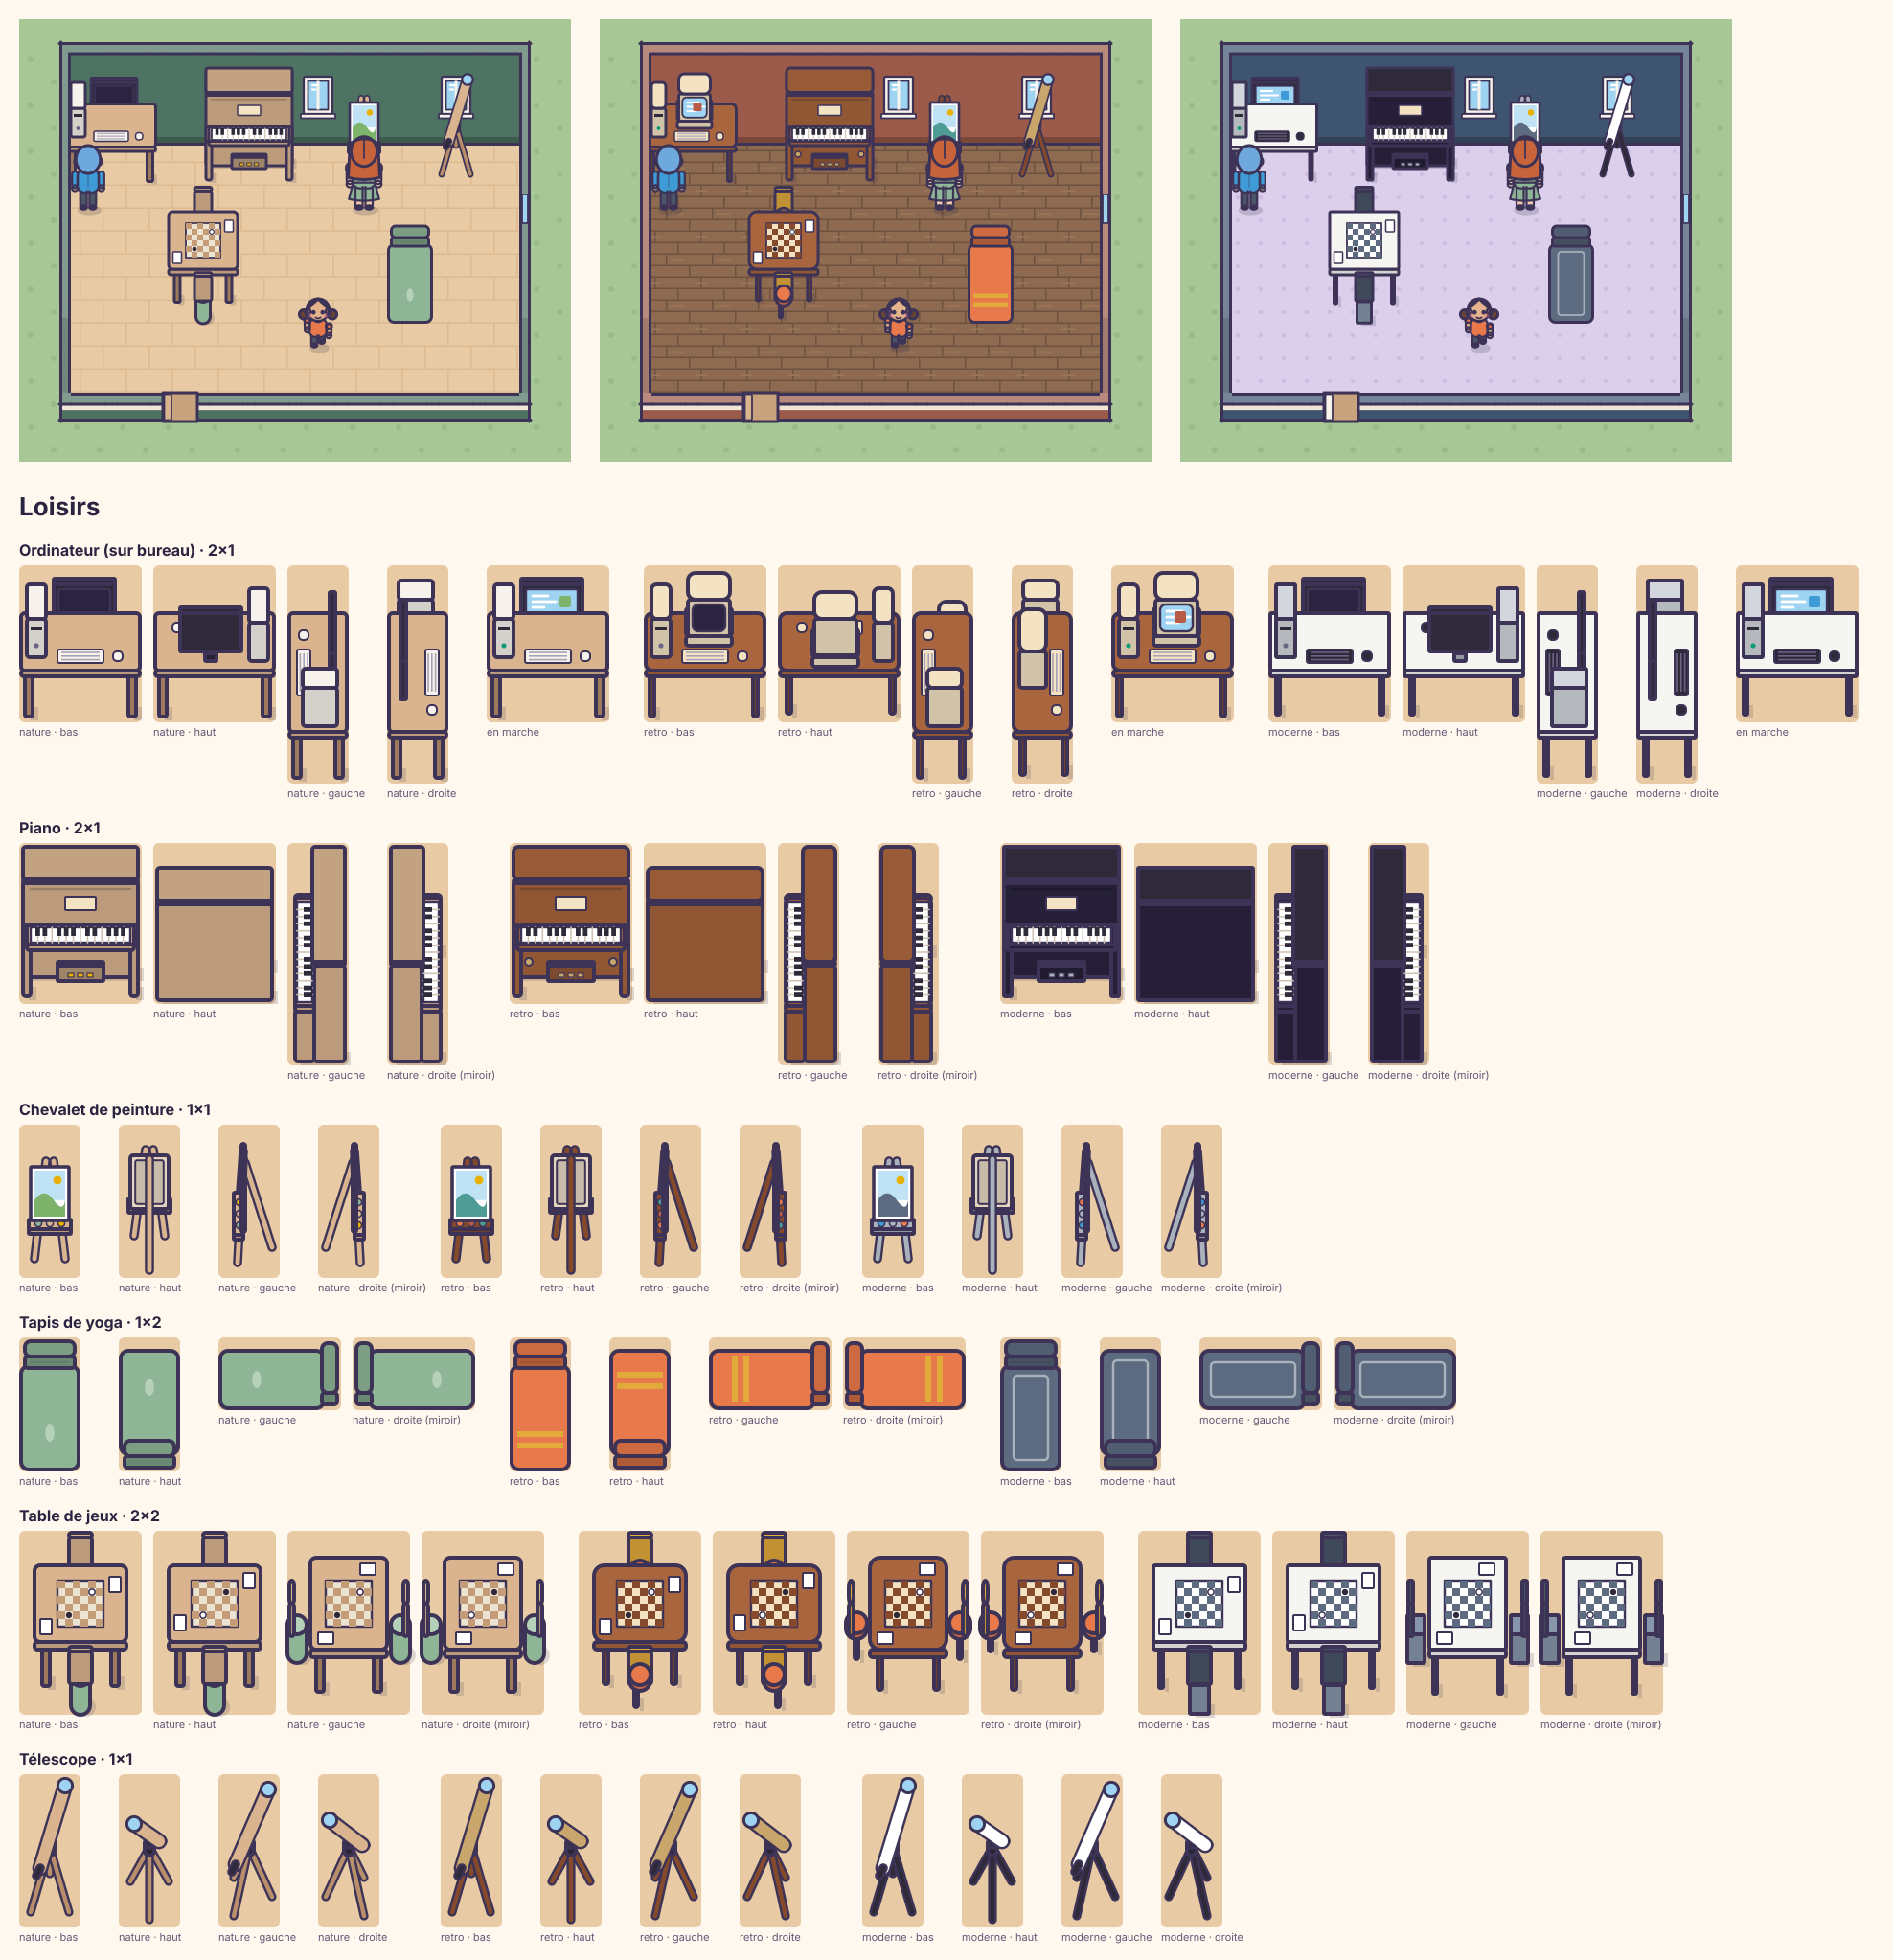 Loisirs
Ordinateur (sur bureau) · 2×1
nature · bas
nature · haut
nature · gauche
nature · droite
en marche
retro · bas
retro · haut
retro · gauche
retro · droite
en marche
moderne · bas
moderne · haut
moderne · gauche
moderne · droite
en marche
Piano · 2×1
nature · bas
nature · haut
nature · gauche
nature · droite (miroir)
retro · bas
retro · haut
retro · gauche
retro · droite (miroir)
moderne · bas
moderne · haut
moderne · gauche
moderne · droite (miroir)
Chevalet de peinture · 1×1
nature · bas
nature · haut
nature · gauche
nature · droite (miroir)
retro · bas
retro · haut
retro · gauche
retro · droite (miroir)
moderne · bas
moderne · haut
moderne · gauche
moderne · droite (miroir)
Tapis de yoga · 1×2
nature · bas
nature · haut
nature · gauche
nature · droite (miroir)
retro · bas
retro · haut
retro · gauche
retro · droite (miroir)
moderne · bas
moderne · haut
moderne · gauche
moderne · droite (miroir)
Table de jeux · 2×2
nature · bas
nature · haut
nature · gauche
nature · droite (miroir)
retro · bas
retro · haut
retro · gauche
retro · droite (miroir)
moderne · bas
moderne · haut
moderne · gauche
moderne · droite (miroir)
Télescope · 1×1
nature · bas
nature · haut
nature · gauche
nature · droite
retro · bas
retro · haut
retro · gauche
retro · droite
moderne · bas
moderne · haut
moderne · gauche
moderne · droite